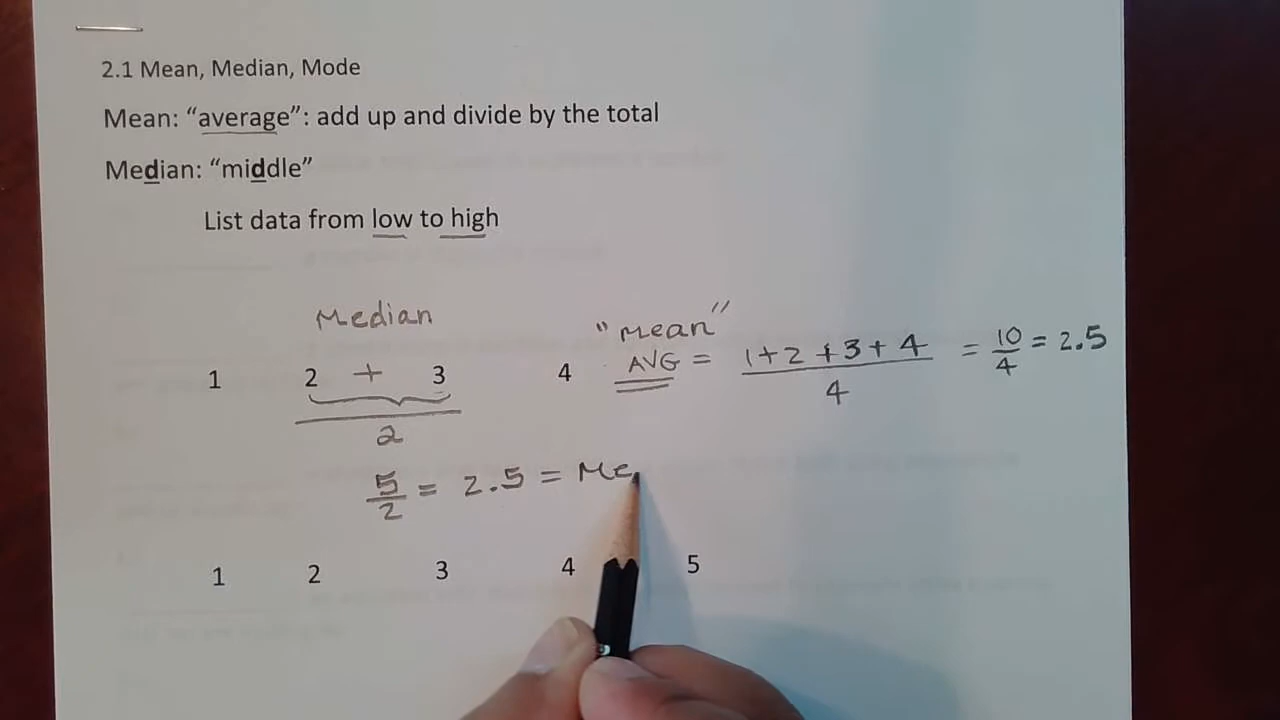 2.1 Mean, Median, Mode
Mean: “average”: add up and divide by the total
Median: “middle”
List data from low to high
Median
"Mean"
1 2 + 3 4 AVG = 1+2+3+4 = 10 = 2.5
4 4
2
5 = 2.5 = Me
2
1 2 3 4 5